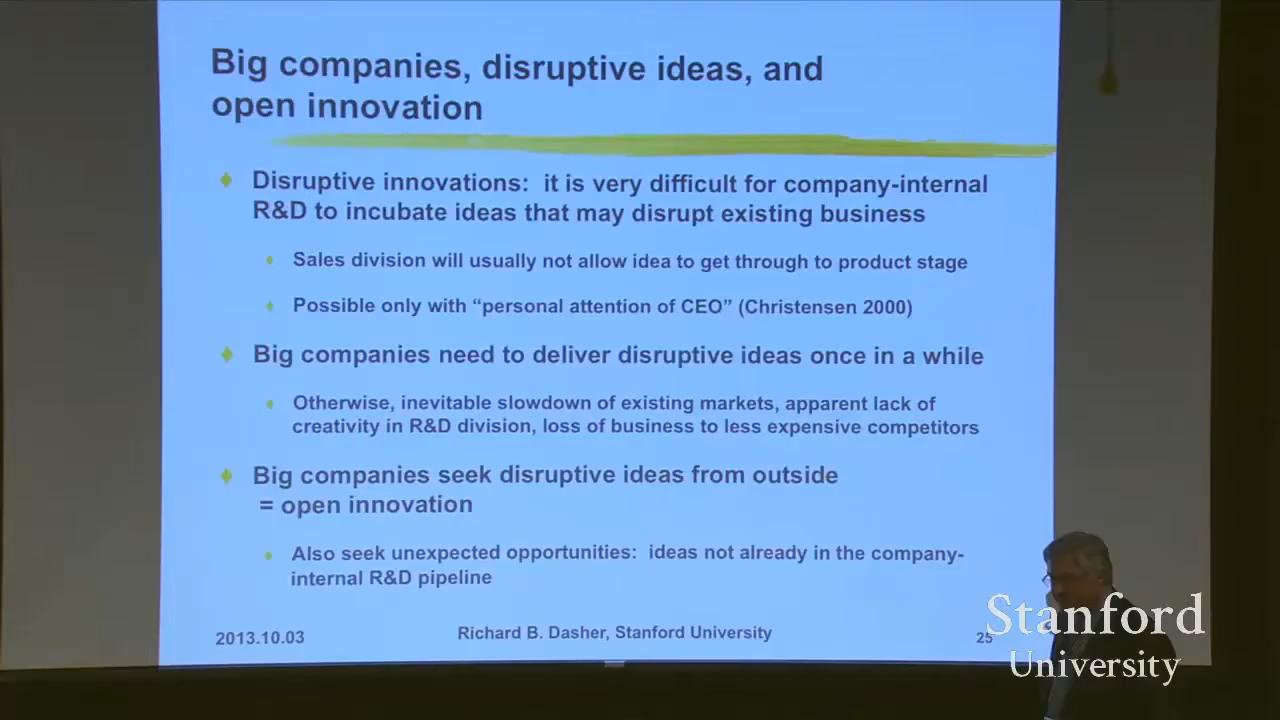 Big companies, disruptive ideas, and
open innovation
Disruptive innovations: it is very difficult for company-internal
R&D to incubate ideas that may disrupt existing business
Sales division will usually not allow idea to get through to product stage
Possible only with “personal attention of CEO” (Christensen 2000)
Big companies need to deliver disruptive ideas once in a while
Otherwise, inevitable slowdown of existing markets, apparent lack of
creativity in R&D division, loss of business to less expensive competitors
Big companies seek disruptive ideas from outside
= open innovation
Also seek unexpected opportunities: ideas not already in the company-
internal R&D pipeline
2013.10.03
Richard B. Dasher, Stanford University
25
Stanford
University